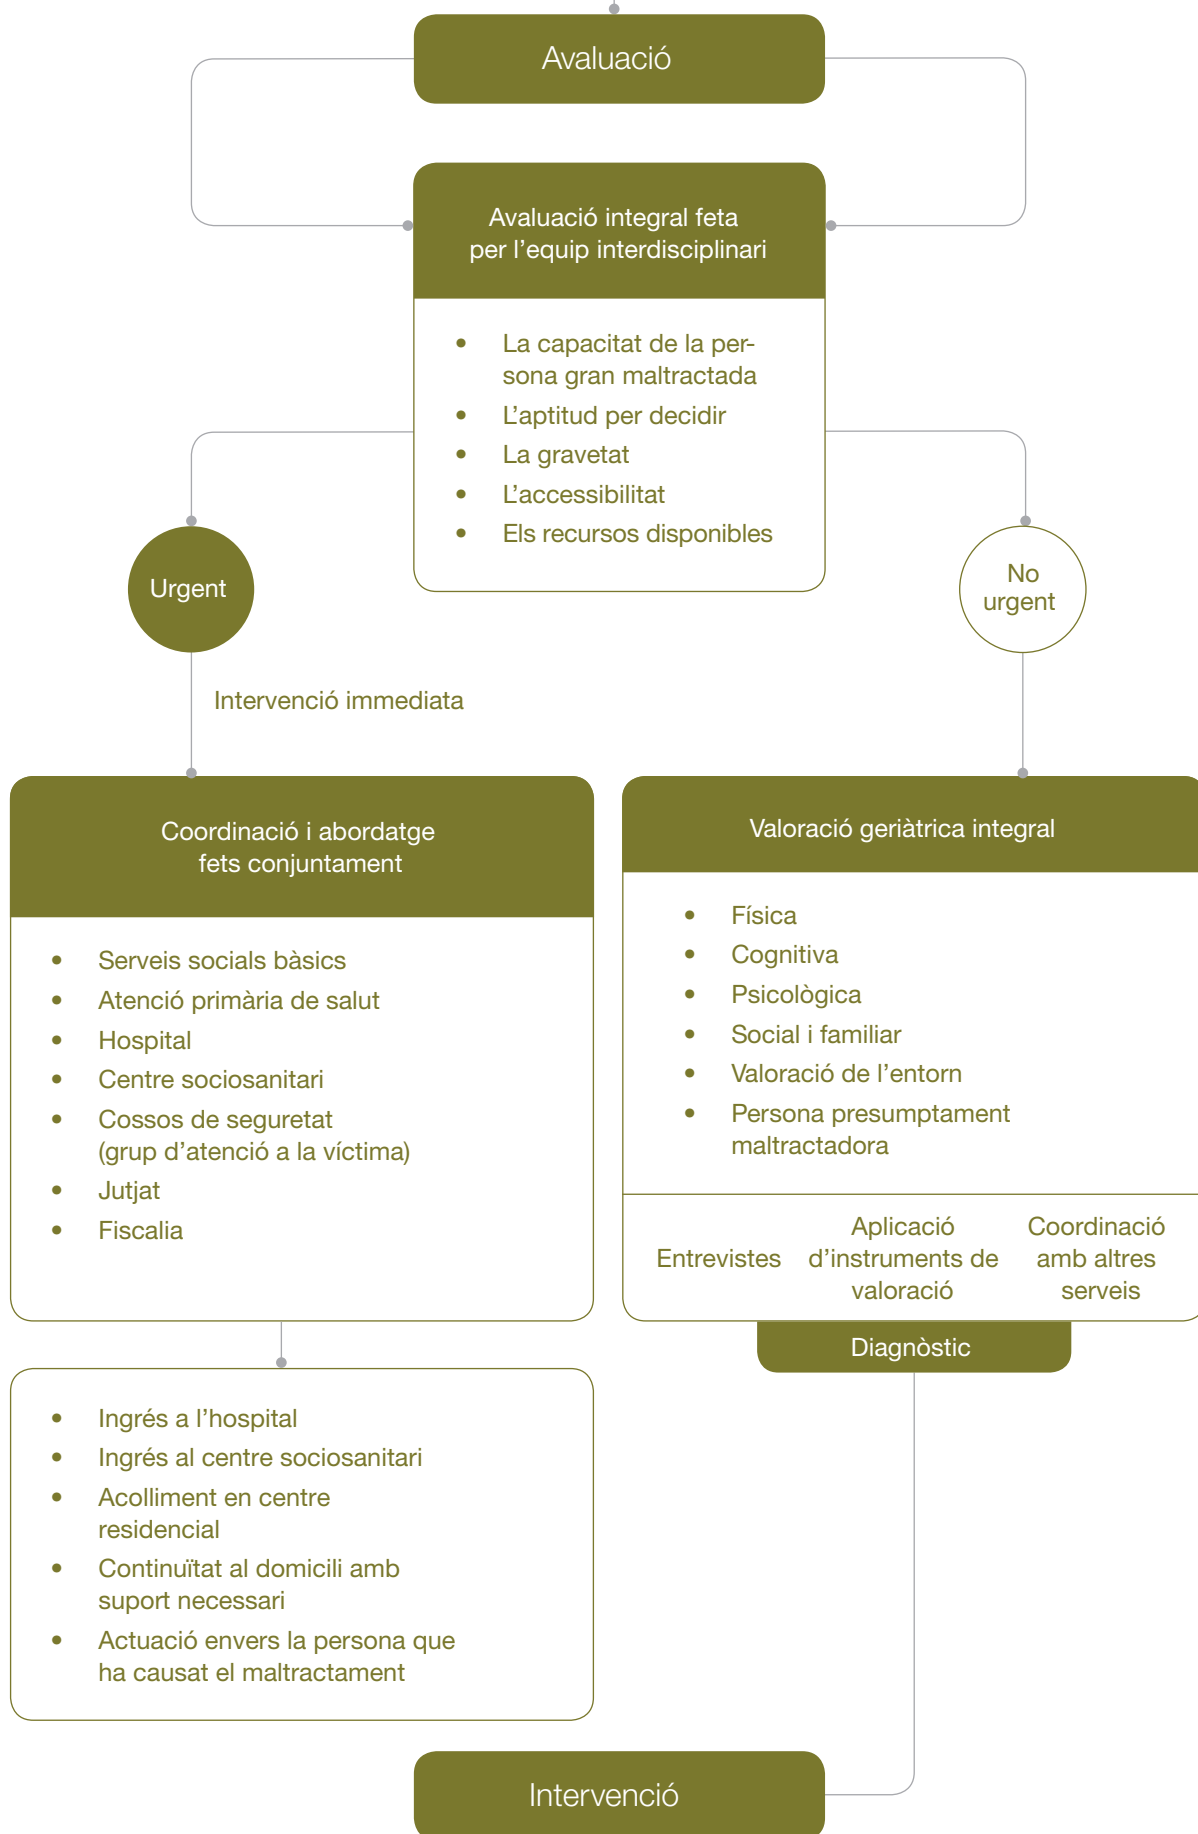 Avaluació
Avaluació integral feta
per l’equip interdisciplinari
• La capacitat de la per-
sona gran maltractada
• L’aptitud per decidir
• La gravetat
• L’accessibilitat
• Els recursos disponibles
Urgent
No
urgent
Intervenció immediata
Coordinació i abordatge
fets conjuntament
• Serveis socials bàsics
• Atenció primària de salut
• Hospital
• Centre sociosanitari
• Cossos de seguretat
(grup d’atenció a la víctima)
• Jutjat
• Fiscalia
• Ingrés a l’hospital
• Ingrés al centre sociosanitari
• Acolliment en centre
residencial
• Continuïtat al domicili amb
suport necessari
• Actuació envers la persona que
ha causat el maltractament
Valoració geriàtrica integral
• Física
• Cognitiva
• Psicològica
• Social i familiar
• Valoració de l’entorn
• Persona presumptament
maltractadora
Entrevistes
Aplicació
d’instruments de
valoració
Coordinació
amb altres
serveis
Diagnòstic
Intervenció